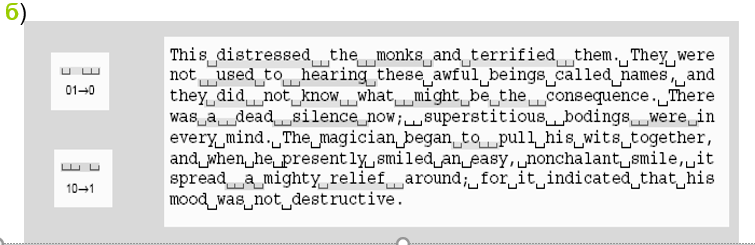 б)
01→0
10→1
This distressed the monks and terrified them. They were
not used to hearing these awful beings called names, and
they did not know what might be the consequence. There
was a dead silence now; superstitious bodings were in
every mind. The magician began to pull his wits together,
and when he presently smiled an easy, nonchalant smile, it
spread a mighty relief around; for it indicated that his
mood was not destructive.